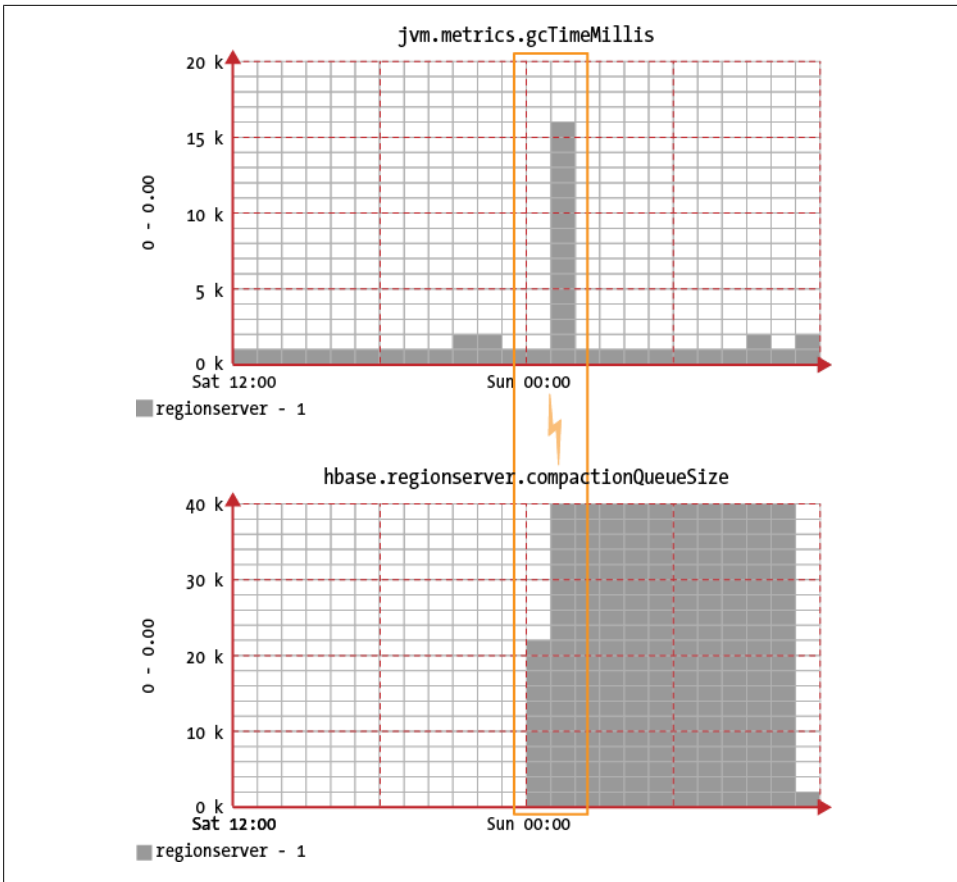 jvm.metrics.gcTimeMillis
20 k
15 k
10 k
5 k
0 k
0 - 0.00
Sat 12:00 Sun 00:00
regionserver - 1
hbase.regionserver.compactionQueueSize
40 k
30 k
20 k
10 k
0 k
0 - 0.00
Sat 12:00 Sun 00:00
regionserver - 1